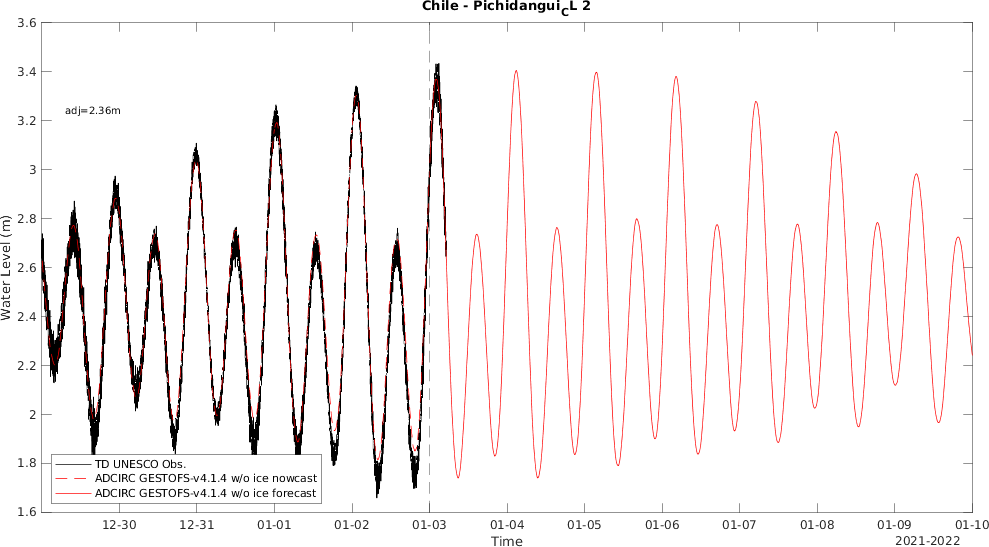 Chile - PichidanguiCL 2
3.6
3.4
3.2
3
2.8
2.6
2.4
2.2
2
1.8
1.6
Water Level (m)
adj=2.36m
TD UNESCO Obs.
ADCIRC GESTOFS-v4.1.4 w/o ice nowcast
ADCIRC GESTOFS-v4.1.4 w/o ice forecast
12-30 12-31 01-01 01-02 01-03 01-04 01-05 01-06 01-07 01-08 01-09 01-10
Time
2021-2022